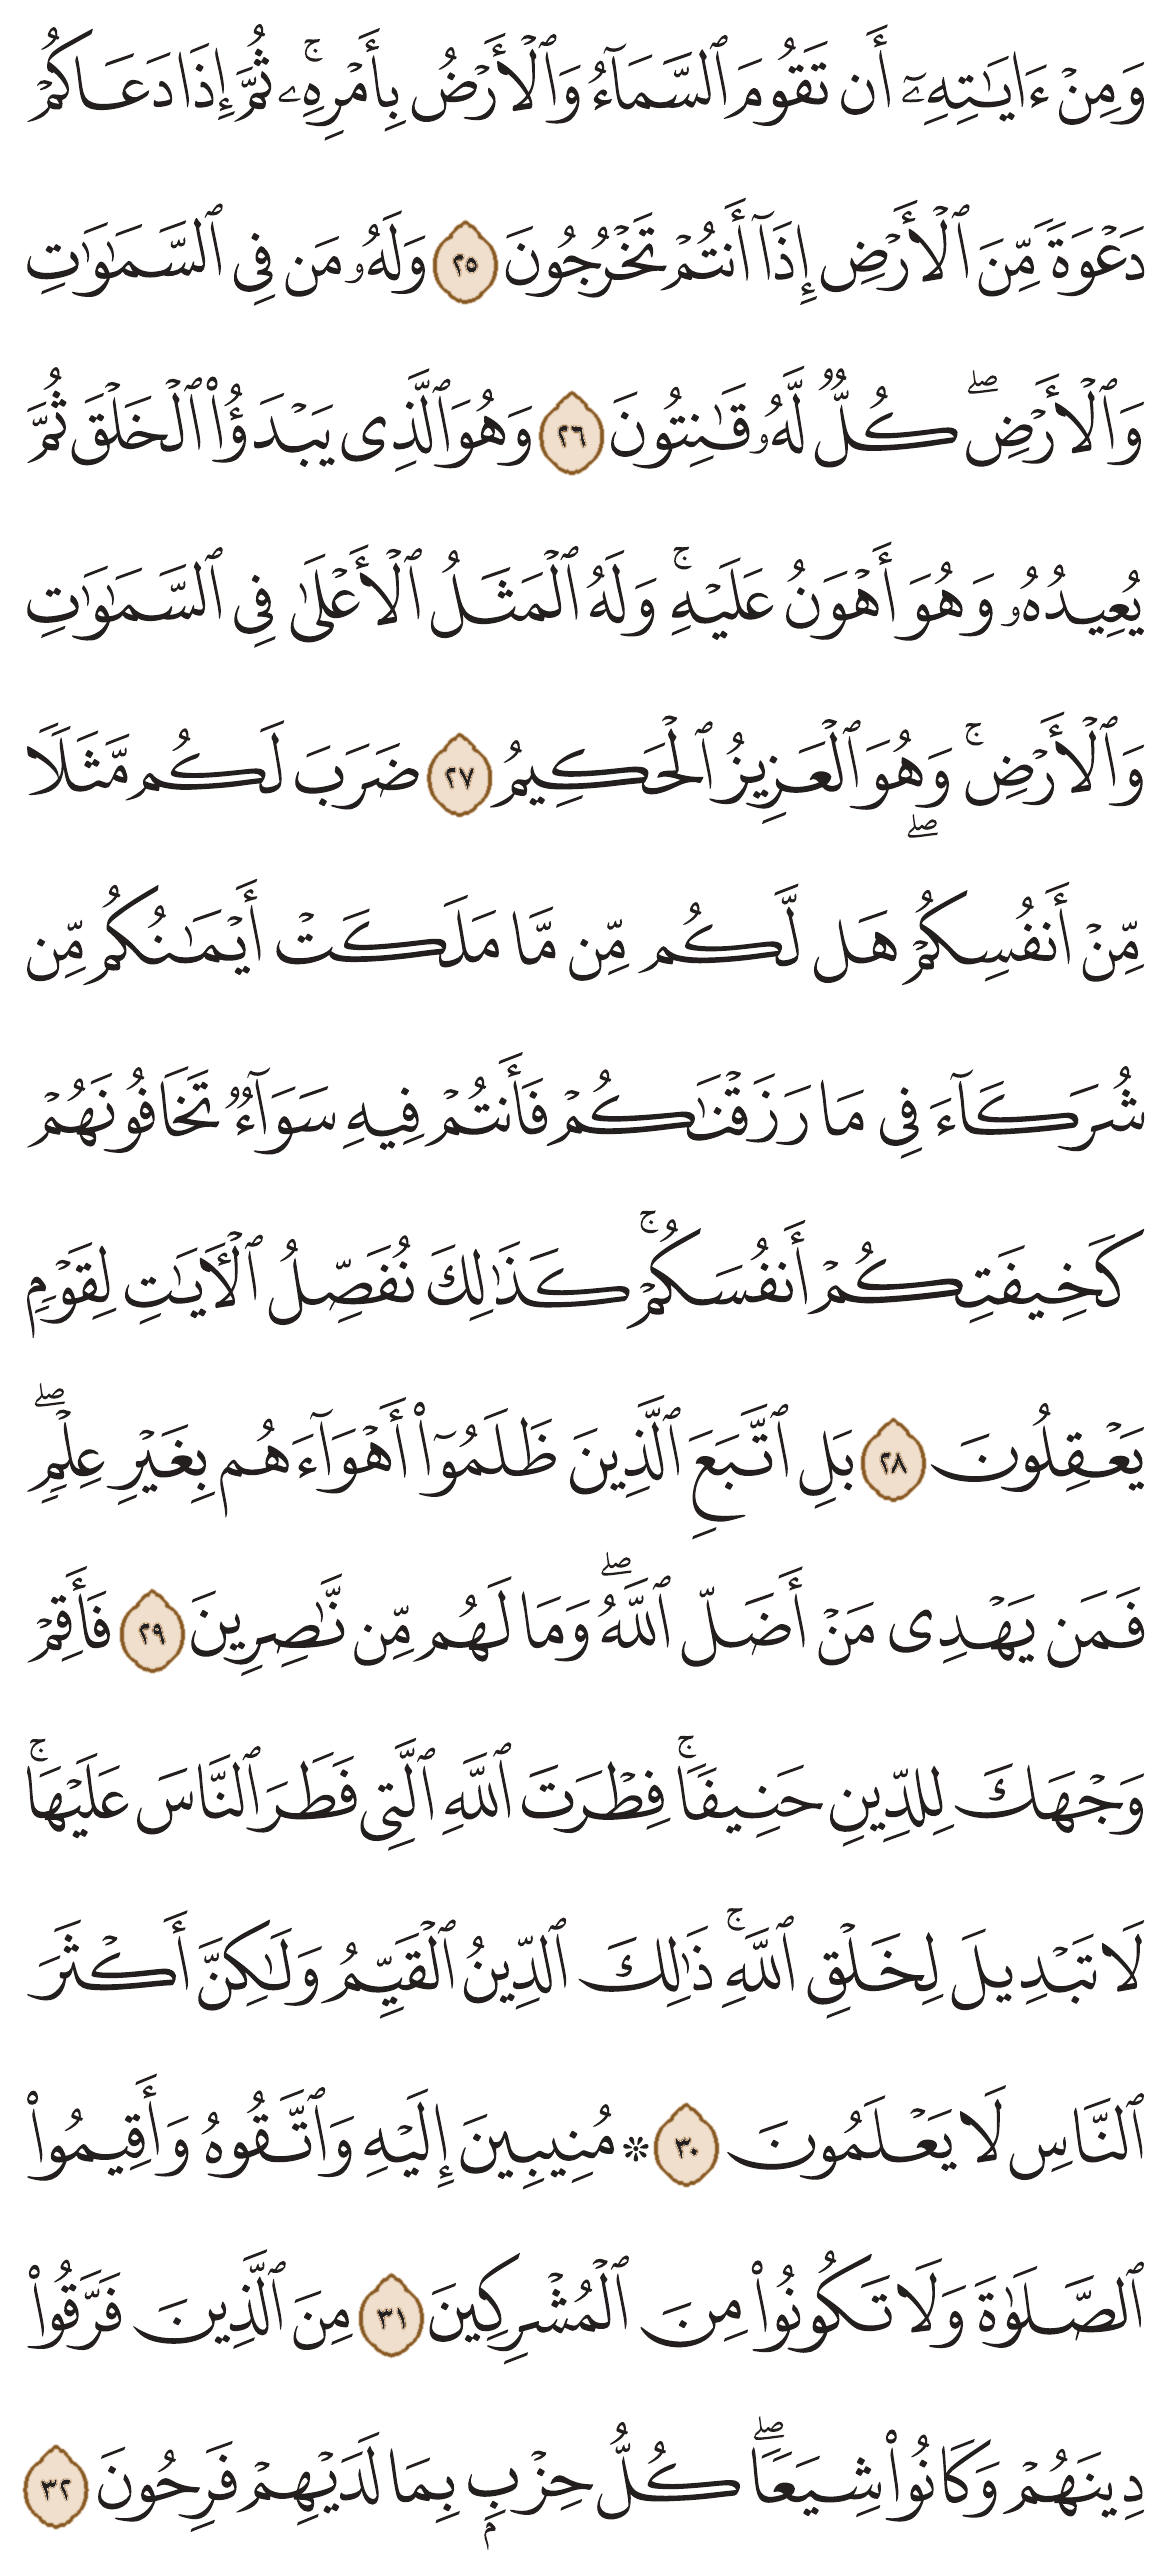 وَمِنْ ءَايَـٰتِهِۦٓ أَن تَقُومَ ٱلسَّمَآءُ وَٱلْأَرْضُ بِأَمْرِهِۦ ۚ ثُمَّ إِذَا دَعَاكُمْ
دَعْوَةً مِّنَ ٱلْأَرْضِ إِذَآ أَنتُمْ تَخْرُجُونَ ٢٥ وَلَهُۥ مَن فِى ٱلسَّمَـٰوَٰتِ
وَٱلْأَرْضِ ۖ كُلٌّ لَّهُۥ قَـٰنِتُونَ ٢٦ وَهُوَ ٱلَّذِى يَبْدَؤُا۟ ٱلْخَلْقَ ثُمَّ
يُعِيدُهُۥ وَهُوَ أَهْوَنُ عَلَيْهِ ۚ وَلَهُ ٱلْمَثَلُ ٱلْأَعْلَىٰ فِى ٱلسَّمَـٰوَٰتِ
وَٱلْأَرْضِ ۚ وَهُوَ ٱلْعَزِيزُ ٱلْحَكِيمُ ٢٧ ضَرَبَ لَكُم مَّثَلًا
مِّنْ أَنفُسِكُمْ ۖ هَل لَّكُم مِّن مَّا مَلَكَتْ أَيْمَـٰنُكُم مِّن
شُرَكَآءَ فِى مَا رَزَقْنَـٰكُمْ فَأَنتُمْ فِيهِ سَوَآءٌ تَخَافُونَهُمْ
كَخِيفَتِكُمْ أَنفُسَكُمْ ۚ كَذَٰلِكَ نُفَصِّلُ ٱلْـَٔايَـٰتِ لِقَوْمٍ
يَعْقِلُونَ ٢٨ بَلِ ٱتَّبَعَ ٱلَّذِينَ ظَلَمُوٓا۟ أَهْوَآءَهُم بِغَيْرِ عِلْمٍ ۖ
فَمَن يَهْدِى مَنْ أَضَلَّ ٱللَّهُ ۖ وَمَا لَهُم مِّن نَّـٰصِرِينَ ٢٩ فَأَقِمْ
وَجْهَكَ لِلدِّينِ حَنِيفًا ۚ فِطْرَتَ ٱللَّهِ ٱلَّتِى فَطَرَ ٱلنَّاسَ عَلَيْهَا ۚ
لَا تَبْدِيلَ لِخَلْقِ ٱللَّهِ ۚ ذَٰلِكَ ٱلدِّينُ ٱلْقَيِّمُ وَلَـٰكِنَّ أَكْثَرَ
ٱلنَّاسِ لَا يَعْلَمُونَ ٣٠ ۞ مُنِيبِينَ إِلَيْهِ وَٱتَّقُوهُ وَأَقِيمُوا۟
ٱلصَّلَوٰةَ وَلَا تَكُونُوا۟ مِنَ ٱلْمُشْرِكِينَ ٣١ مِنَ ٱلَّذِينَ فَرَّقُوا۟
دِينَهُمْ وَكَانُوا۟ شِيَعًا ۖ كُلُّ حِزْبٍۭ بِمَا لَدَيْهِمْ فَرِحُونَ ٣٢